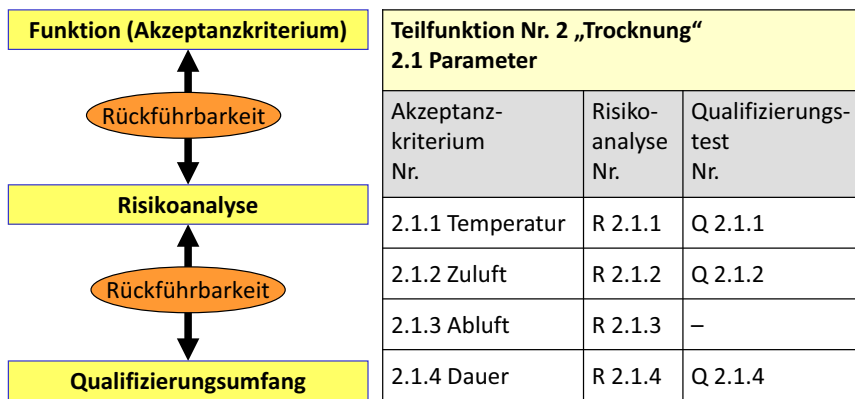 Funktion (Akzeptanzkriterium)
Rückführbarkeit
Risikoanalyse
Rückführbarkeit
Qualifizierungsumfang
Teilfunktion Nr. 2 „Trocknung“
2.1 Parameter
Akzeptanz-
kriterium
Nr.
Risiko-
analyse
Nr.
Qualifizierungs-
test
Nr.
2.1.1 Temperatur R 2.1.1 Q 2.1.1
2.1.2 Zuluft R 2.1.2 Q 2.1.2
2.1.3 Abluft R 2.1.3 –
2.1.4 Dauer R 2.1.4 Q 2.1.4